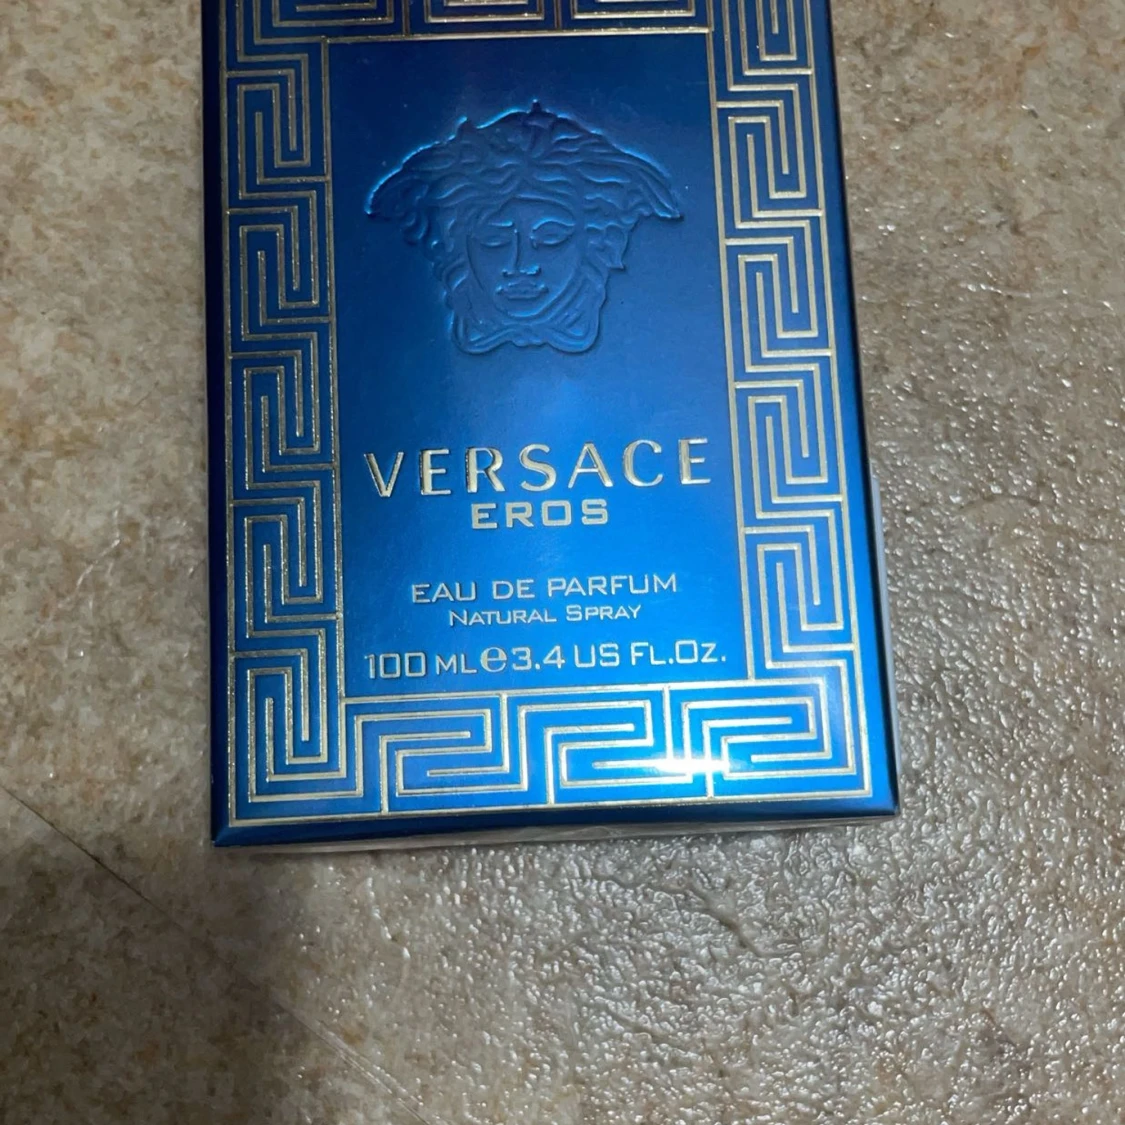 VERSACE
EROS
EAU DE PARFUM
NATURAL SPRAY
100 ML ℮ 3.4 US FL.OZ.